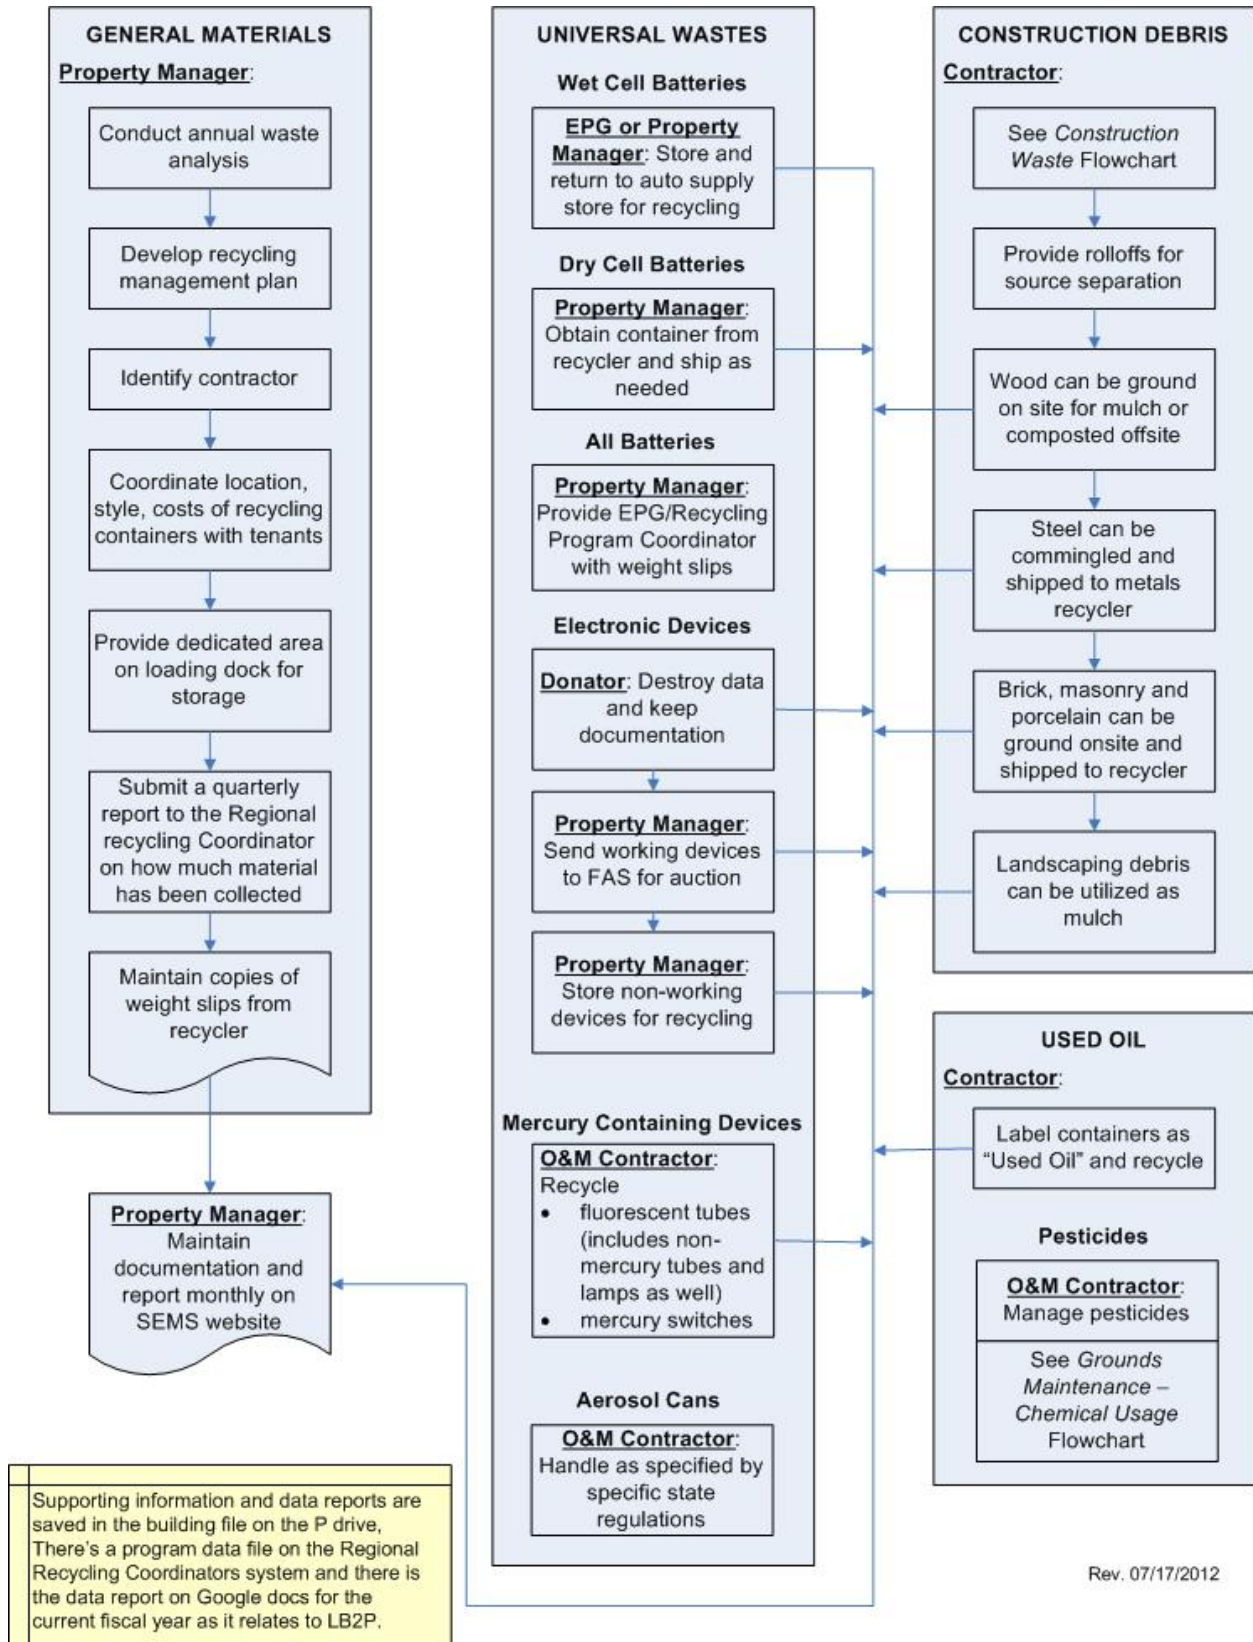 GENERAL MATERIALS
Property Manager:
Conduct annual waste
analysis
Develop recycling
management plan
Identify contractor
Coordinate location,
style, costs of recycling
containers with tenants
Provide dedicated area
on loading dock for
storage
Submit a quarterly
report to the Regional
recycling Coordinator
on how much material
has been collected
Maintain copies of
weight slips from
recycler
Property Manager:
Maintain
documentation and
report monthly on
SEMS website
Supporting information and data reports are
saved in the building file on the P drive,
There's a program data file on the Regional
Recycling Coordinators system and there is
the data report on Google docs for the
current fiscal year as it relates to LB2P.
UNIVERSAL WASTES
Wet Cell Batteries
EPG or Property
Manager: Store and
return to auto supply
store for recycling
Dry Cell Batteries
Property Manager:
Obtain container from
recycler and ship as
needed
All Batteries
Property Manager:
Provide EPG/Recycling
Program Coordinator
with weight slips
Electronic Devices
Donator: Destroy data
and keep
documentation
Property Manager:
Send working devices
to FAS for auction
Property Manager:
Store non-working
devices for recycling
Mercury Containing Devices
O&M Contractor:
Recycle
• fluorescent tubes
(includes non-
mercury tubes and
lamps as well)
• mercury switches
Aerosol Cans
O&M Contractor:
Handle as specified by
specific state
regulations
CONSTRUCTION DEBRIS
Contractor:
See Construction
Waste Flowchart
Provide rolloffs for
source separation
Wood can be ground
on site for mulch or
composted offsite
Steel can be
commingled and
shipped to metals
recycler
Brick, masonry and
porcelain can be
ground onsite and
shipped to recycler
Landscaping debris
can be utilized as
mulch
USED OIL
Contractor:
Label containers as
“Used Oil” and recycle
Pesticides
O&M Contractor:
Manage pesticides
See Grounds
Maintenance –
Chemical Usage
Flowchart
Rev. 07/17/2012